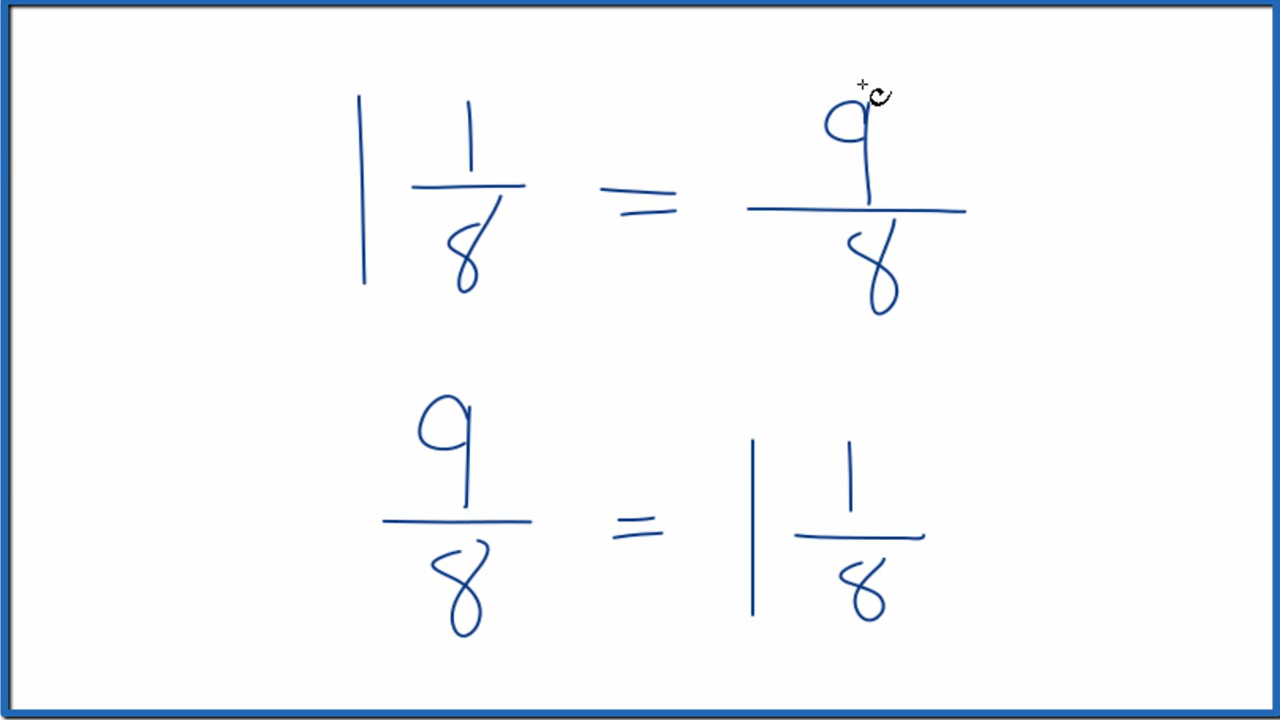 1 1/8 = 9/8
9/8 = 1 1/8